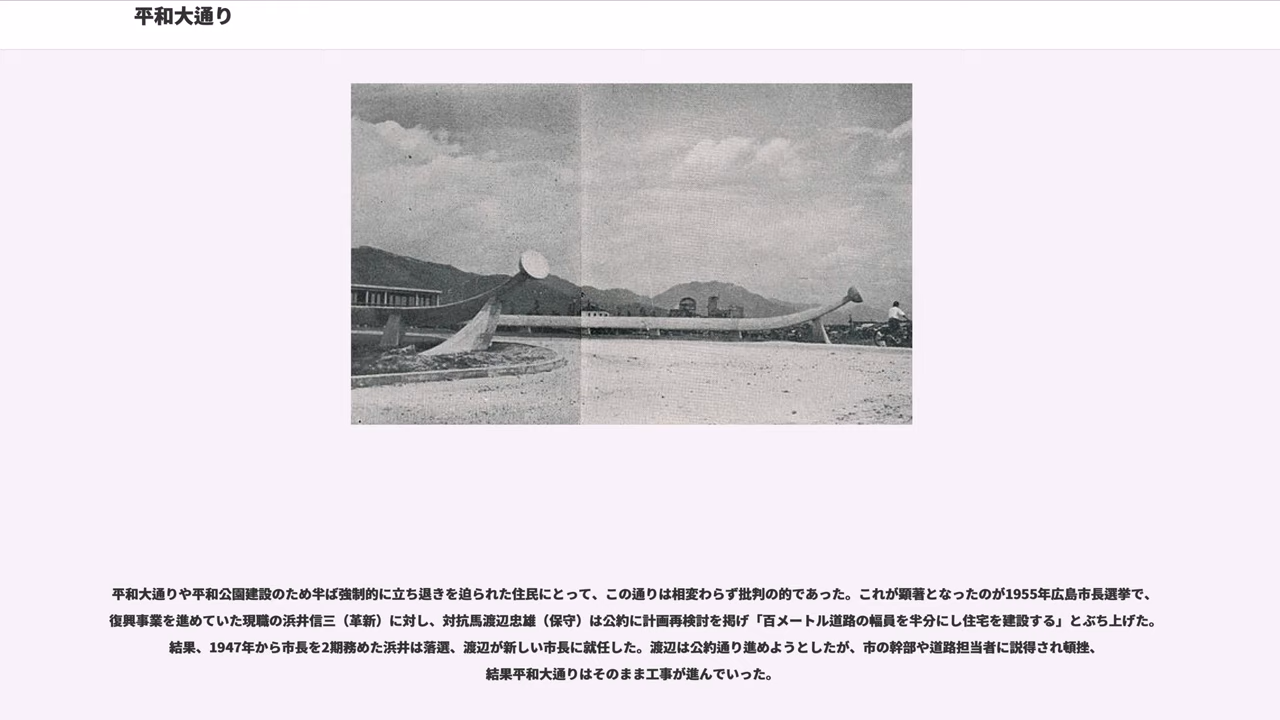 平和大通り
平和大通りや平和公園建設のため半ば強制的に立ち退きを迫られた住民にとって、この通りは相変わらず批判の的であった。これが顕著となったのが1955年広島市長選挙で、
復興事業を進めていた現職の浜井信三（革新）に対し、対抗馬渡辺忠雄（保守）は公約に計画再検討を掲げ「百メートル道路の幅員を半分にし住宅を建設する」とぶち上げた。
結果、1947年から市長を2期務めた浜井は落選、渡辺が新しい市長に就任した。渡辺は公約通り進めようとしたが、市の幹部や道路担当者に説得され頓挫、
結果平和大通りはそのまま工事が進んでいった。